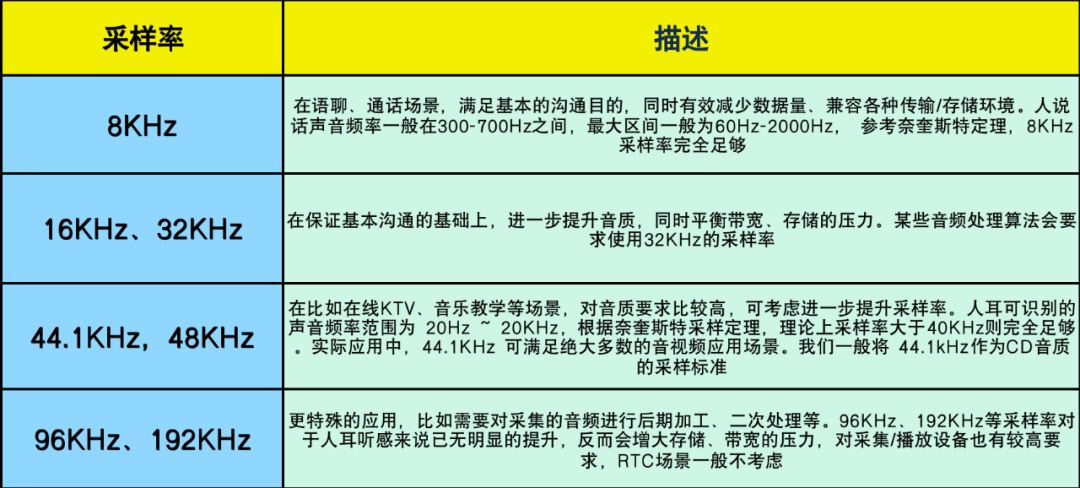 采样率
描述
8KHz
在语聊、通话场景，满足基本的沟通目的，同时有效减少数据量、兼容各种传输/存储环境。人说
话声音频率一般在300-700Hz之间，最大区间一般为60Hz-2000Hz， 参考奈奎斯特定理，8KHz
采样率完全足够
16KHz、32KHz
在保证基本沟通的基础上，进一步提升音质，同时平衡带宽、存储的压力。某些音频处理算法会要
求使用32KHz的采样率
44.1KHz，48KHz
在比如在线KTV、音乐教学等场景，对音质要求比较高，可考虑进一步提升采样率。人耳可识别的
声音频率范围为 20Hz ~ 20KHz，根据奈奎斯特采样定理，理论上采样率大于40KHz则完全足够
。实际应用中，44.1KHz 可满足绝大多数的音视频应用场景。我们一般将 44.1kHz作为CD音质
的采样标准
96KHz、192KHz
更特殊的应用，比如需要对采集的音频进行后期加工、二次处理等。96KHz、192KHz等采样率对
于人耳听感来说已无明显的提升，反而会增大存储、带宽的压力，对采集/播放设备也有较高要
求，RTC场景一般不考虑